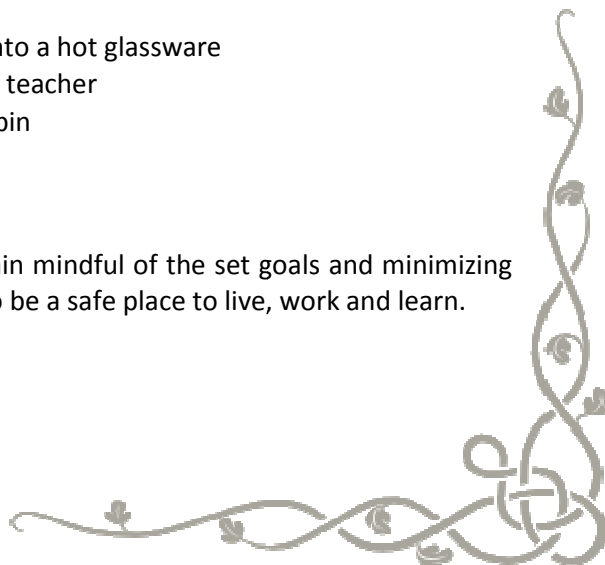 nto a hot glassware
teacher
in mindful of the set goals and minimizing
be a safe place to live, work and learn.